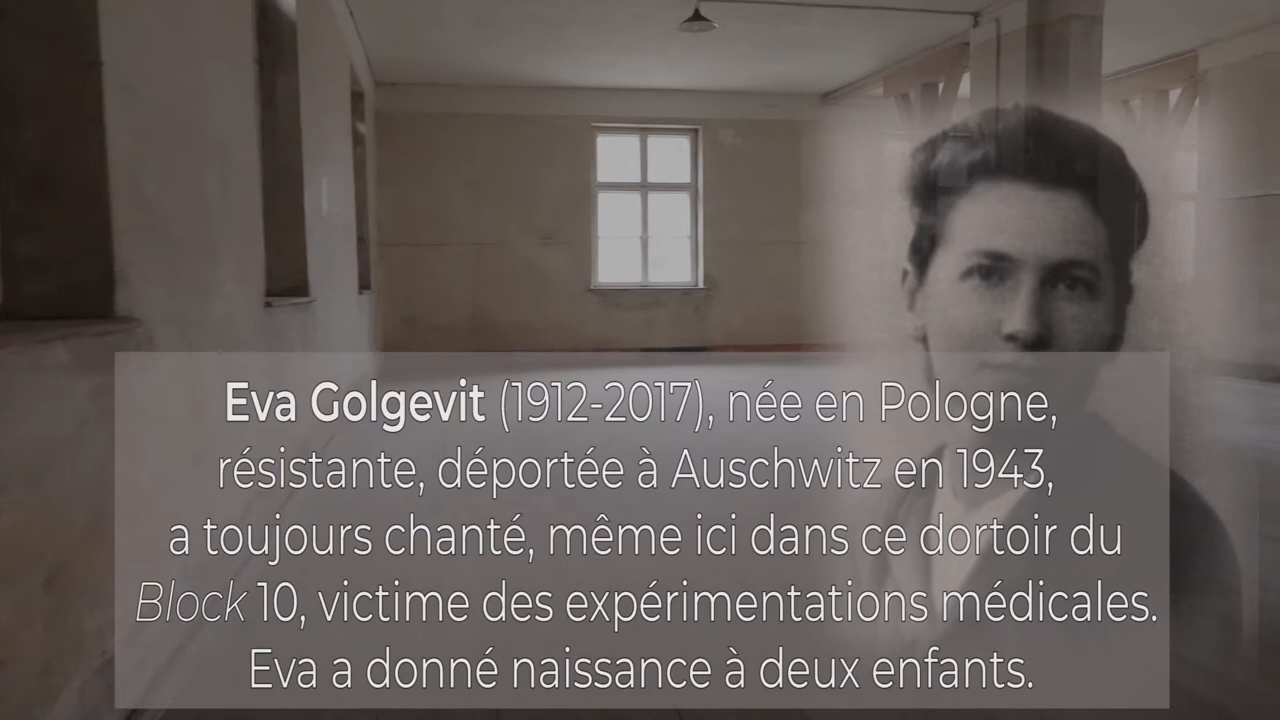 Eva Golgevit (1912-2017), née en Pologne,
résistante, déportée à Auschwitz en 1943,
a toujours chanté, même ici dans ce dortoir du
Block 10, victime des expérimentations médicales.
Eva a donné naissance à deux enfants.